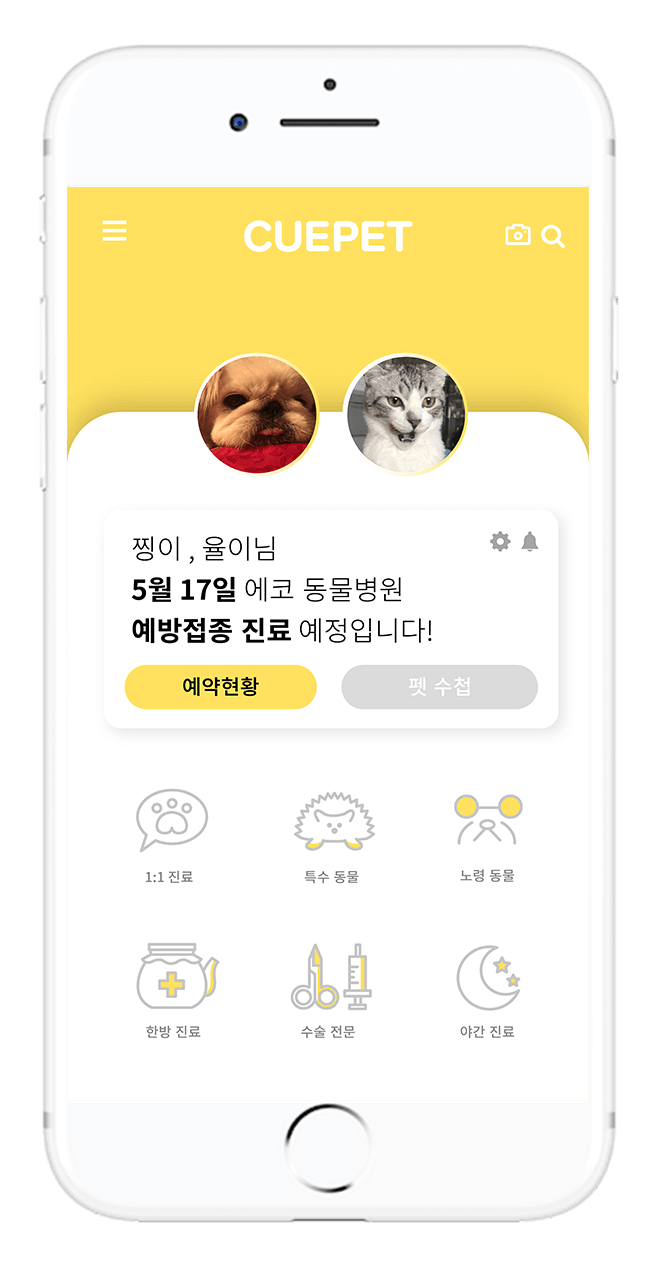 CUEPET
찡이 , 율이님
5월 17일 에코 동물병원
예방접종 진료 예정입니다!
예약현황
펫 수첩
1:1 진료
특수 동물
노령 동물
한방 진료
수술 전문
야간 진료